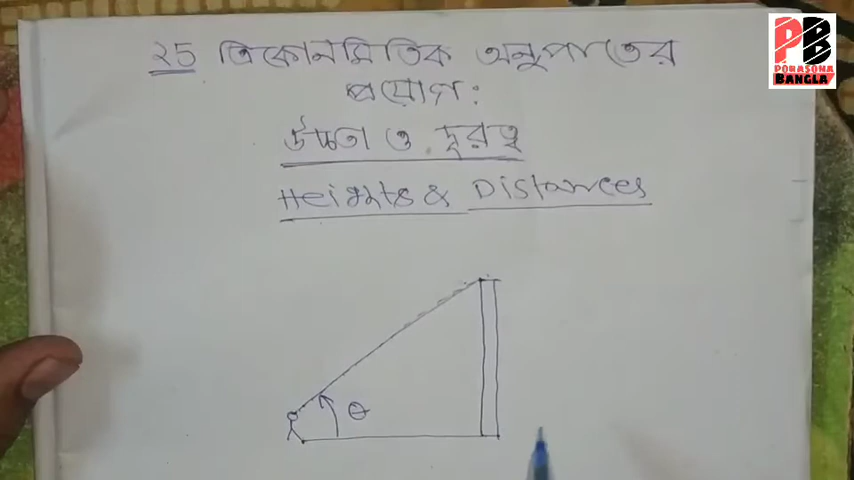 ২5 ত্রিকোনমিতিক অনুপাতের
প্রয়োগ:
উচ্চতা ও দূরত্ব
Heights & Distances
θ
PB
PORASONA
BANGLA